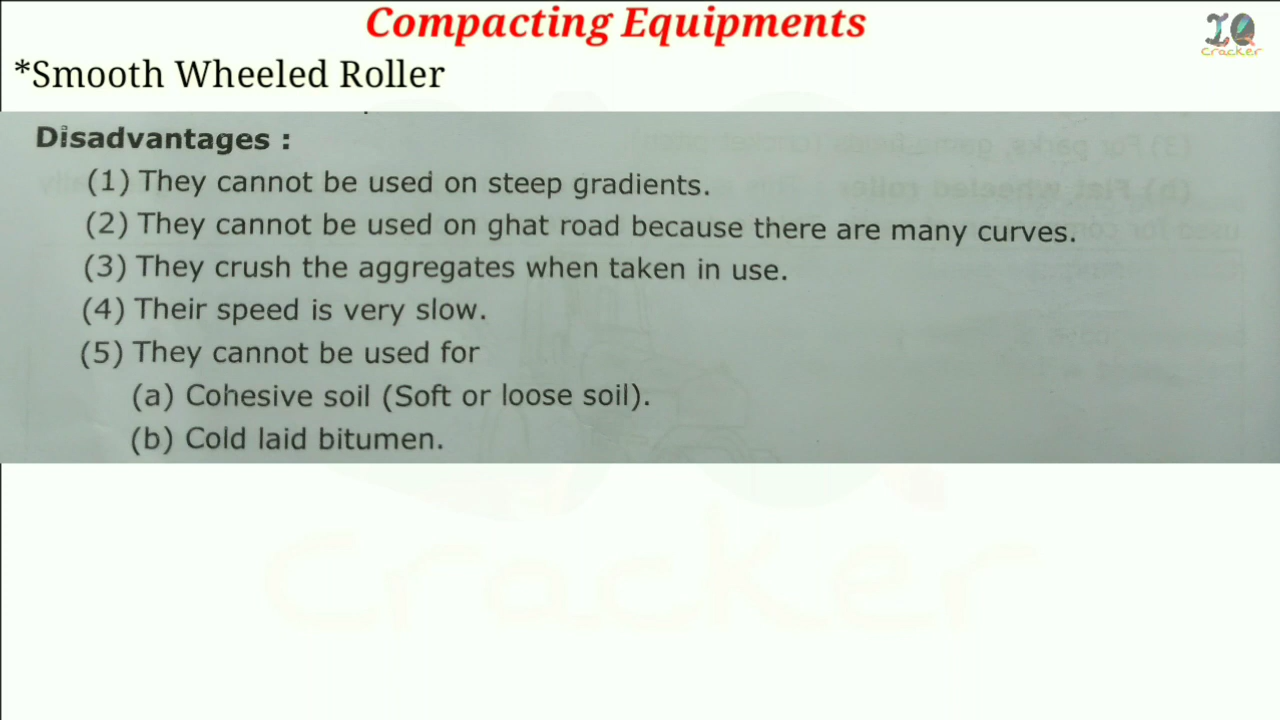 Compacting Equipments
IQ
cracker
*Smooth Wheeled Roller
Disadvantages :
(1) They cannot be used on steep gradients.
(2) They cannot be used on ghat road because there are many curves.
(3) They crush the aggregates when taken in use.
(4) Their speed is very slow.
(5) They cannot be used for
(a) Cohesive soil (Soft or loose soil).
(b) Cold laid bitumen.
cracker